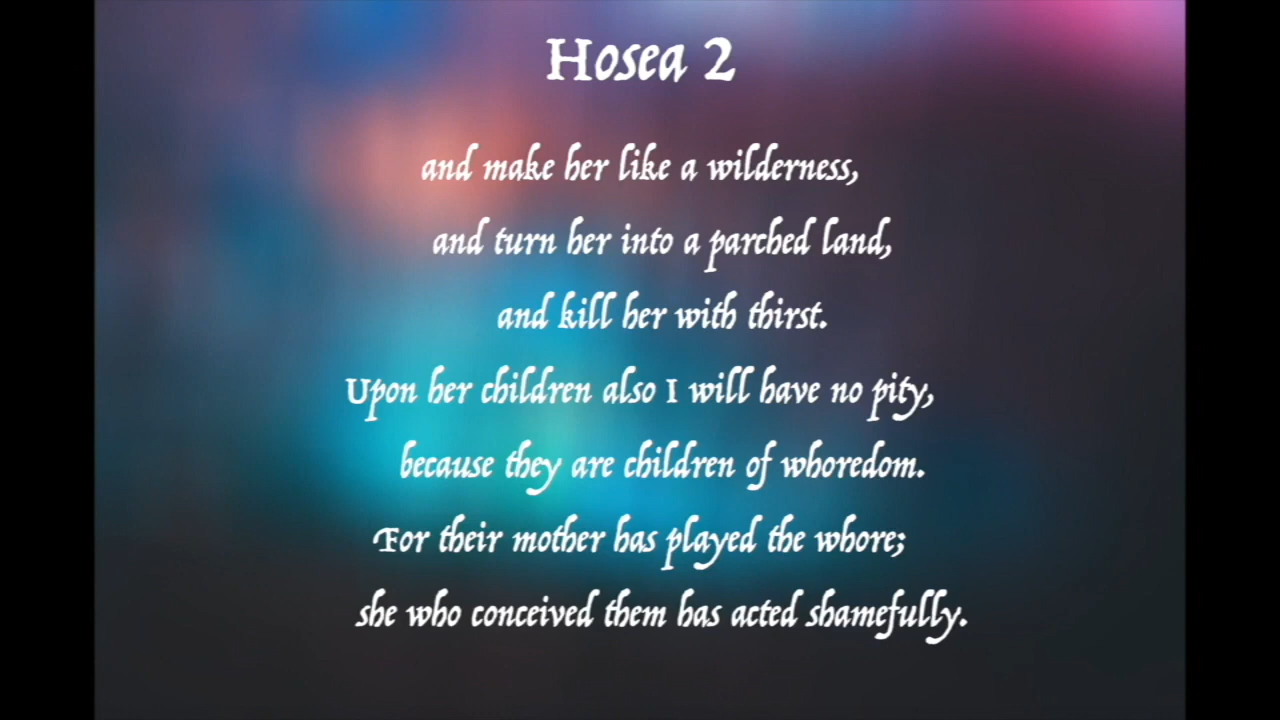 Hosea 2
and make her like a wilderness,
and turn her into a parched land,
and kill her with thirst.
Upon her children also I will have no pity,
because they are children of whoredom.
For their mother has played the whore;
she who conceived them has acted shamefully.